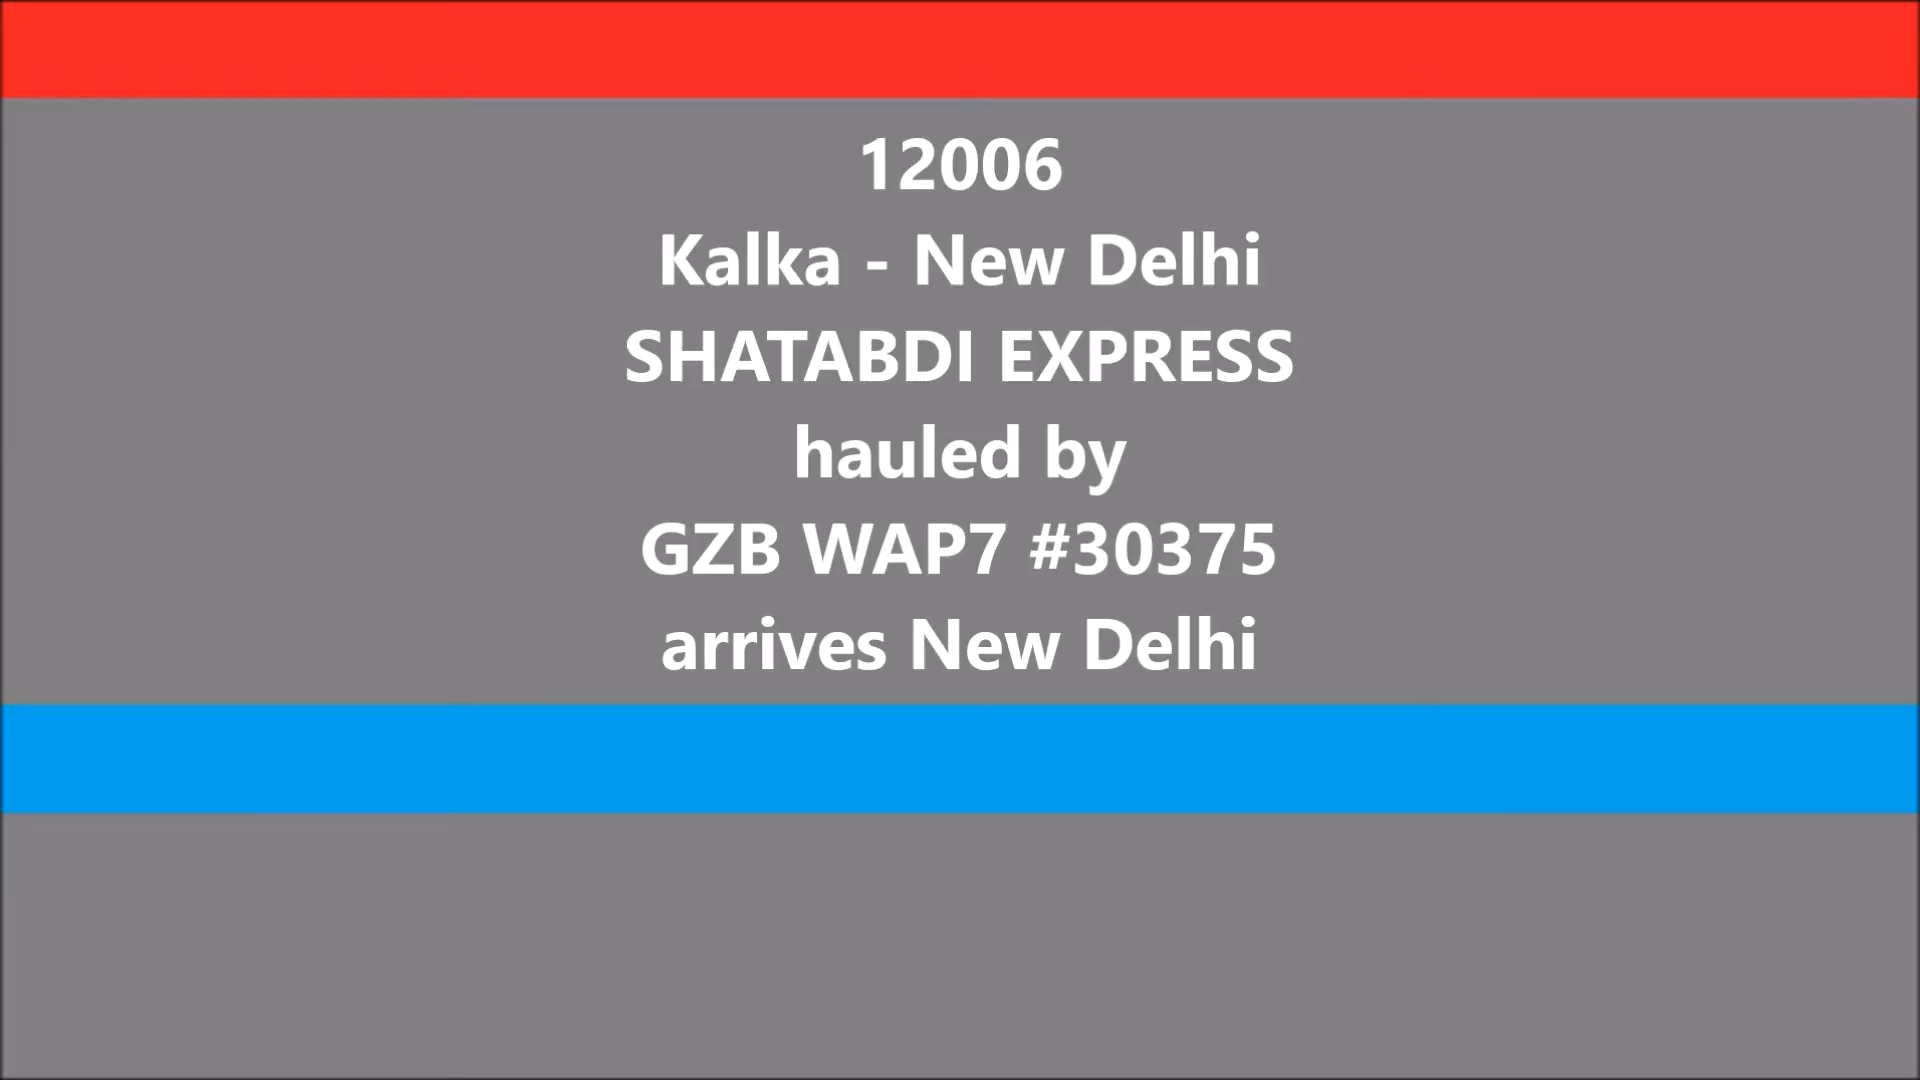 12006
Kalka - New Delhi
SHATABDI EXPRESS
hauled by
GZB WAP7 #30375
arrives New Delhi